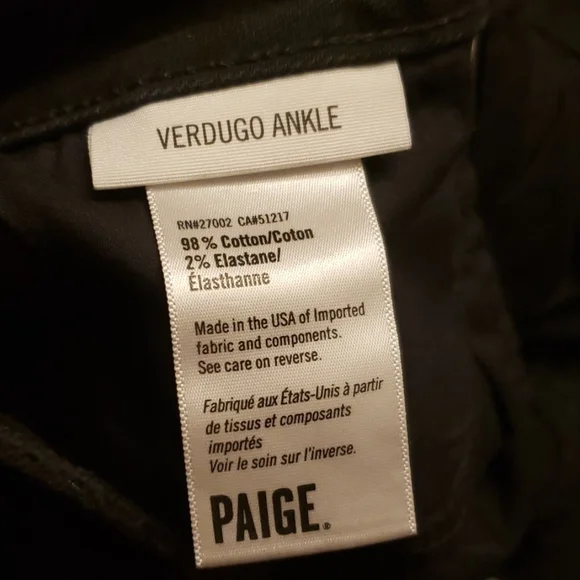 VERDUGO ANKLE
RN#27002 CA#51217
98 % Cotton/Coton
2% Elastane/
Élasthanne
Made in the USA of Imported
fabric and components.
See care on reverse.
Fabriqué aux États-Unis à partir
de tissus et composants
importés
Voir le soin sur l'inverse.
PAIGE®